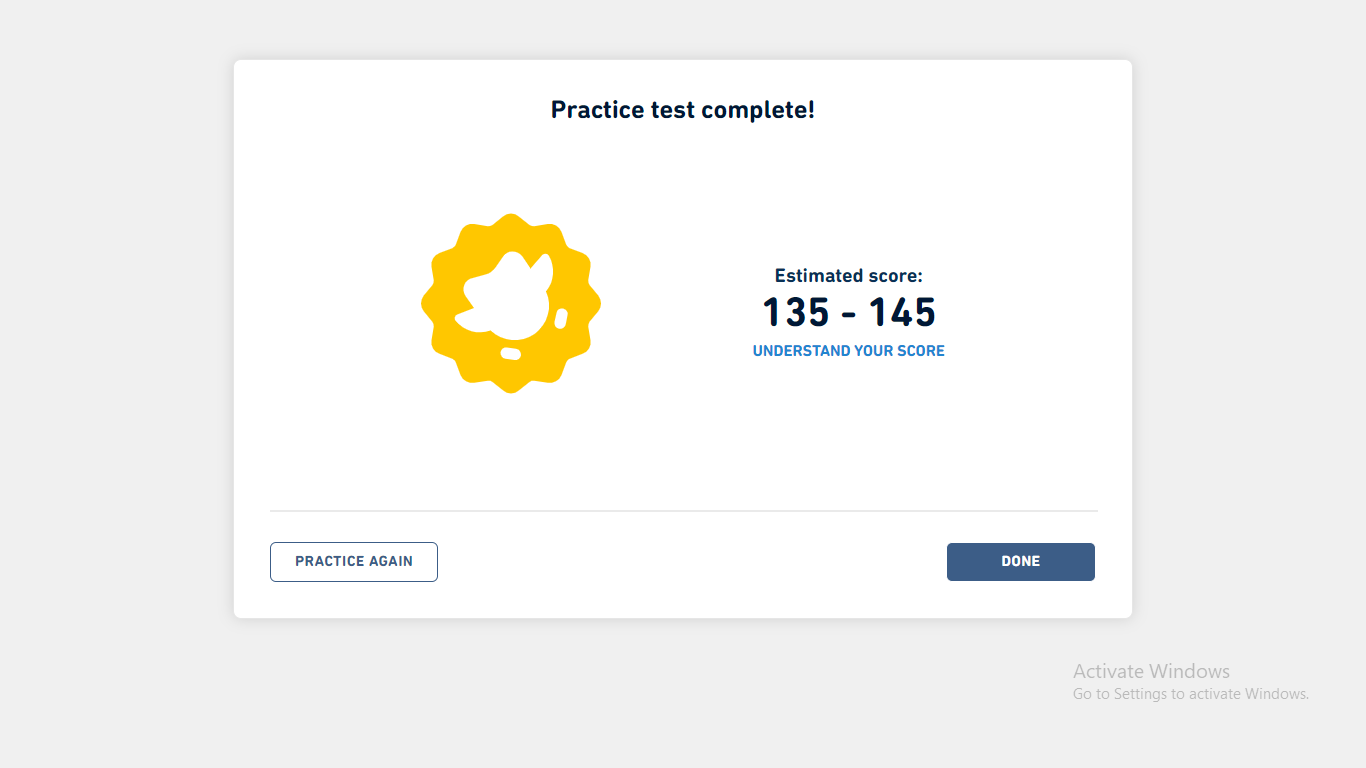 Practice test complete!
Estimated score:
135 - 145
UNDERSTAND YOUR SCORE
PRACTICE AGAIN
DONE
Activate Windows
Go to Settings to activate Windows.